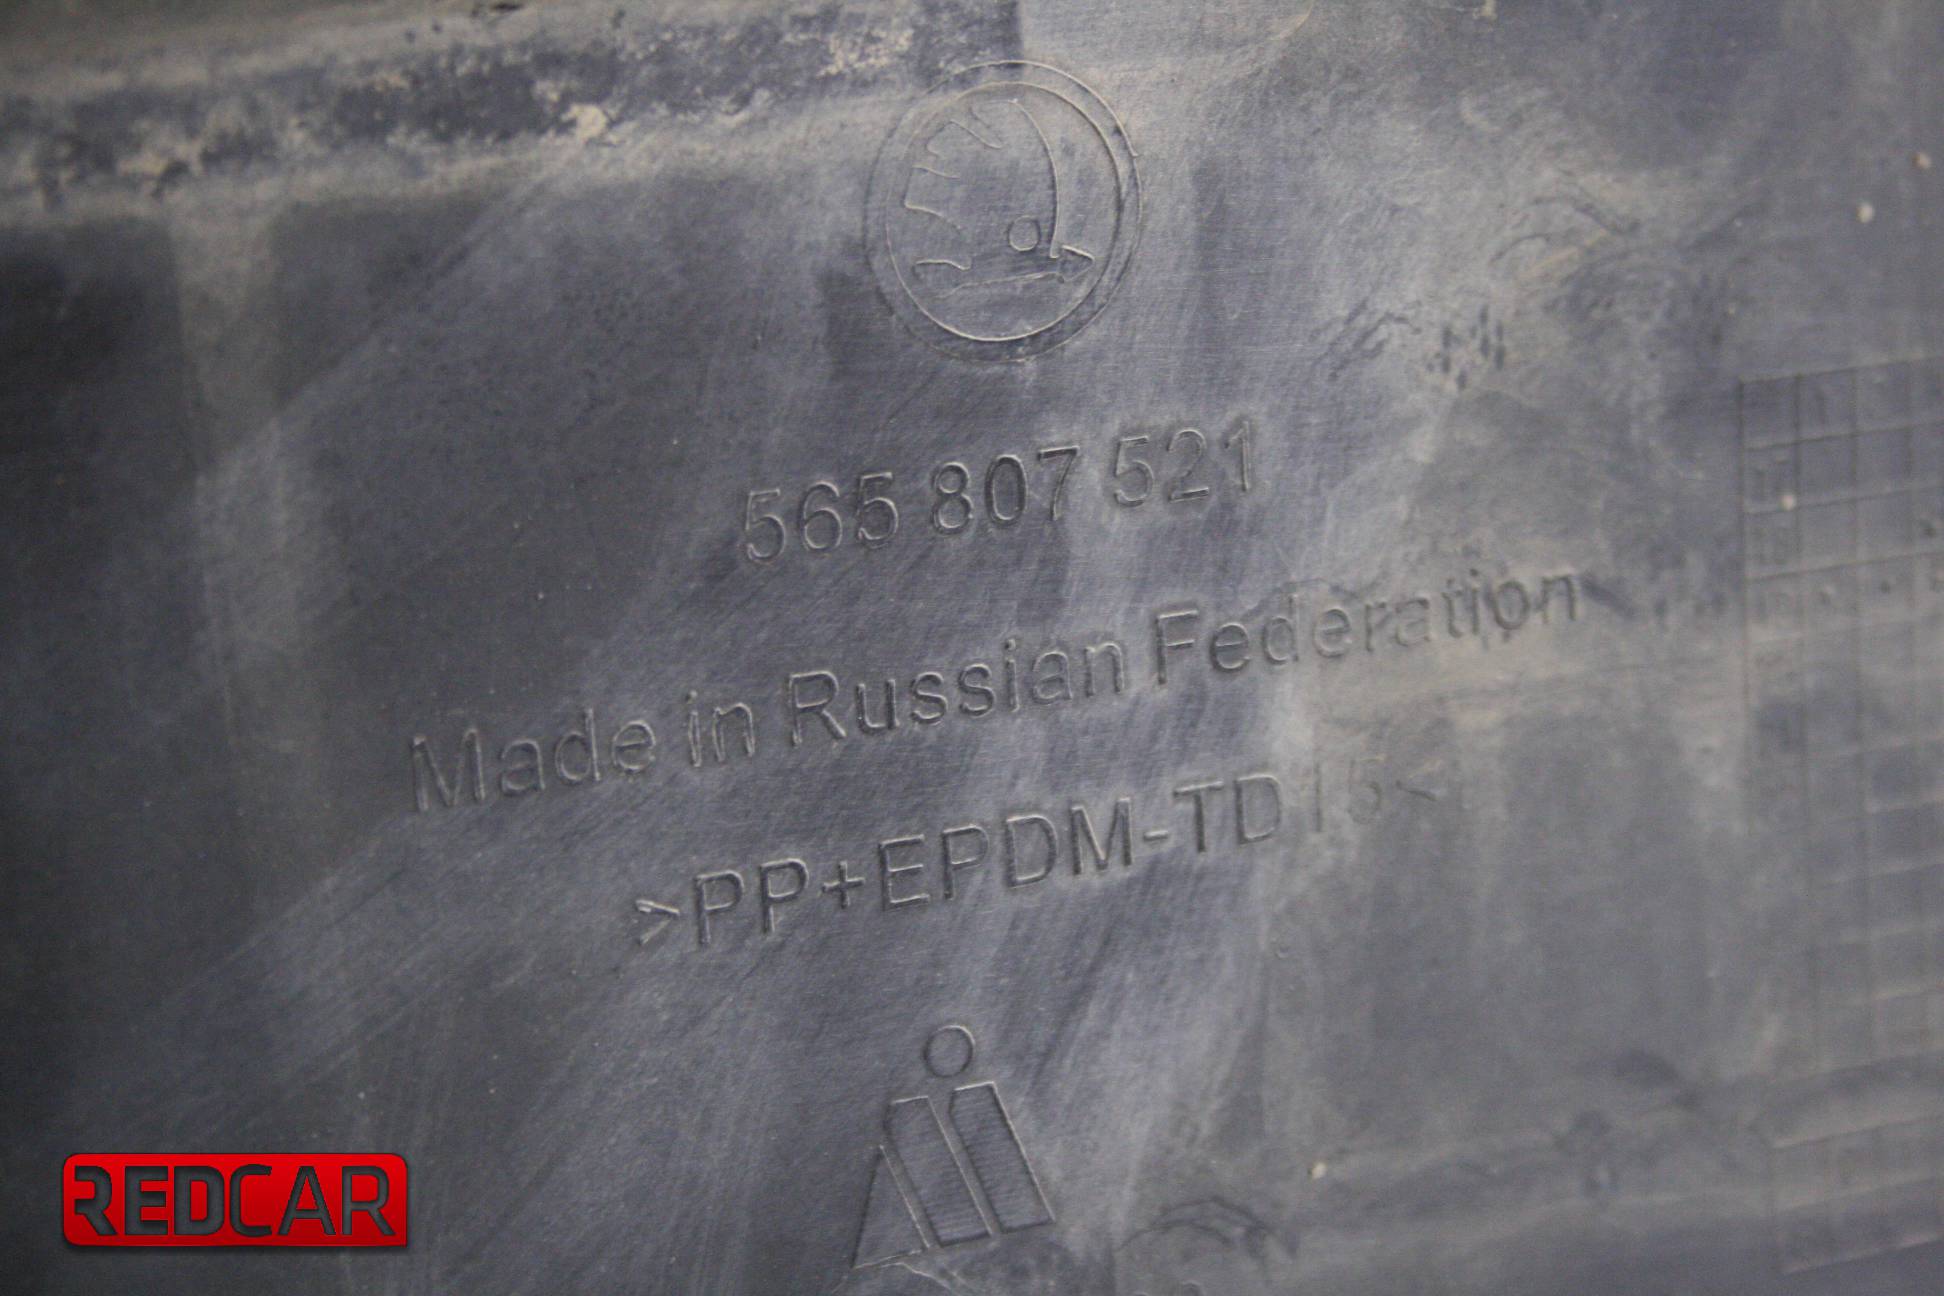 565 807 521
Made in Russian Federation
>PP+EPDM-TD15<
REDCAR